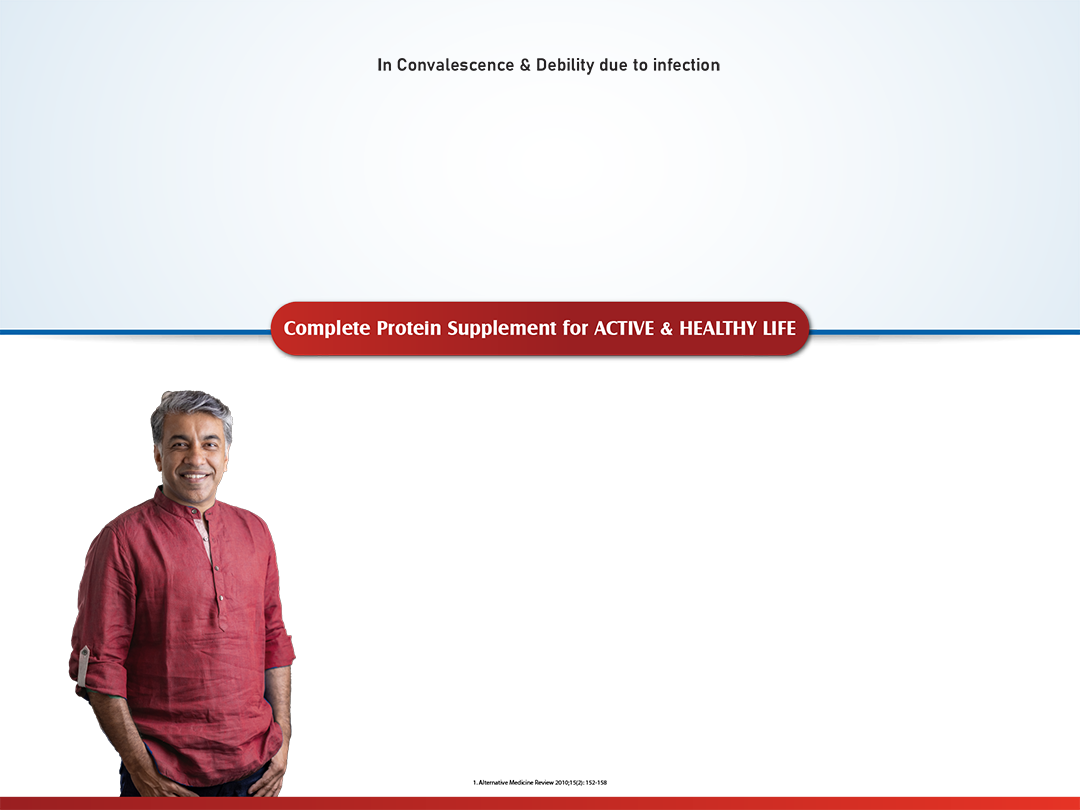 In Convalescence & Debility due to infection
Complete Protein Supplement for ACTIVE & HEALTHY LIFE
1. Alternative Medicine Review 2010;15(2): 152-158